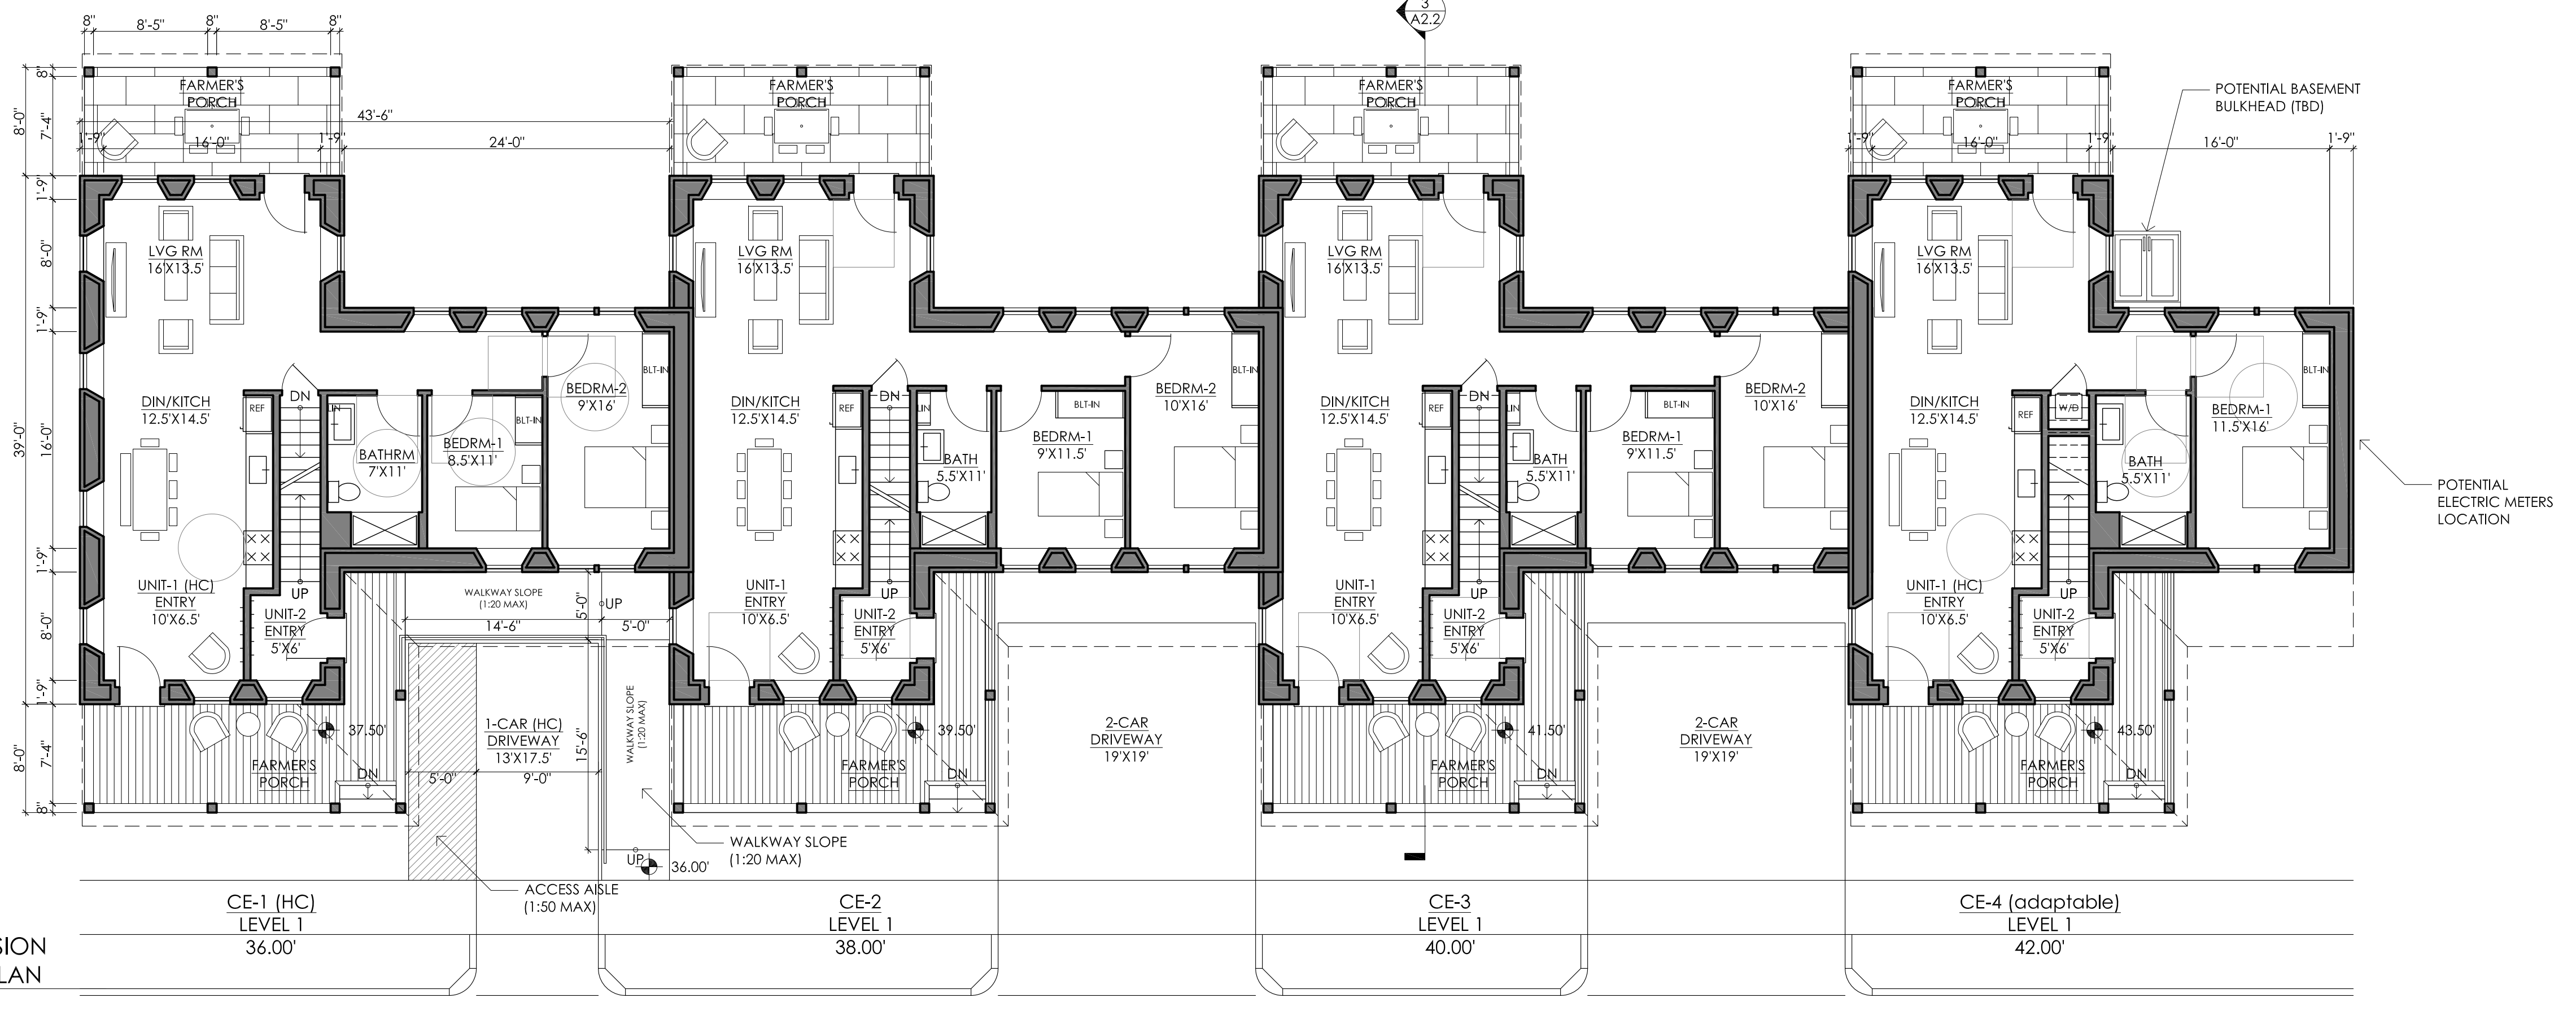 3
A2.2
8"
8'-5"
8"
8'-5"
8"
8'-0"
8"
7'-4"
1'-9"
8'-0"
1'-9"
39'-0"
16'-0"
1'-9"
8'-0"
1'-9"
8'-0"
7'-4"
8"
43'-6"
1'-9"
16'-0"
1'-9"
24'-0"
1'-9"
16'-0"
1'-9"
16'-0"
1'-9"
FARMER'S
PORCH
LVG RM
16'X13.5'
DIN/KITCH
12.5'X14.5'
REF
DN
LIN
BATHRM
7'X11'
BEDRM-1
8.5'X11'
BLT-IN
BEDRM-2
9'X16'
BLT-IN
UP
UNIT-1 (HC)
ENTRY
10'X6.5'
UNIT-2
ENTRY
5'X6'
37.50'
FARMER'S
PORCH
DN
WALKWAY SLOPE
(1:20 MAX)
14'-6"
5'-0"
UP
5'-0"
1-CAR (HC)
DRIVEWAY
13'X17.5'
15'-6"
5'-0"
9'-0"
WALKWAY SLOPE
(1:20 MAX)
WALKWAY SLOPE
(1:20 MAX)
UP
36.00'
ACCESS AISLE
(1:50 MAX)
FARMER'S
PORCH
LVG RM
16'X13.5'
DIN/KITCH
12.5'X14.5'
REF
DN
LIN
BATH
5.5'X11'
BLT-IN
BEDRM-1
9'X11.5'
BEDRM-2
10'X16'
BLT-IN
UP
UNIT-1
ENTRY
10'X6.5'
UNIT-2
ENTRY
5'X6'
39.50'
FARMER'S
PORCH
DN
2-CAR
DRIVEWAY
19'X19'
FARMER'S
PORCH
LVG RM
16'X13.5'
DIN/KITCH
12.5'X14.5'
REF
DN
LIN
BATH
5.5'X11'
BLT-IN
BEDRM-1
9'X11.5'
BEDRM-2
10'X16'
BLT-IN
UP
UNIT-1
ENTRY
10'X6.5'
UNIT-2
ENTRY
5'X6'
41.50'
FARMER'S
PORCH
DN
2-CAR
DRIVEWAY
19'X19'
FARMER'S
PORCH
POTENTIAL BASEMENT
BULKHEAD (TBD)
LVG RM
16'X13.5'
DIN/KITCH
12.5'X14.5'
REF
W/D
BATH
5.5'X11'
BEDRM-1
11.5'X16'
BLT-IN
POTENTIAL
ELECTRIC METERS
LOCATION
UP
UNIT-1 (HC)
ENTRY
10'X6.5'
UNIT-2
ENTRY
5'X6'
43.50'
FARMER'S
PORCH
DN
CE-1 (HC)
LEVEL 1
36.00'
CE-2
LEVEL 1
38.00'
CE-3
LEVEL 1
40.00'
CE-4 (adaptable)
LEVEL 1
42.00'
SION
LAN